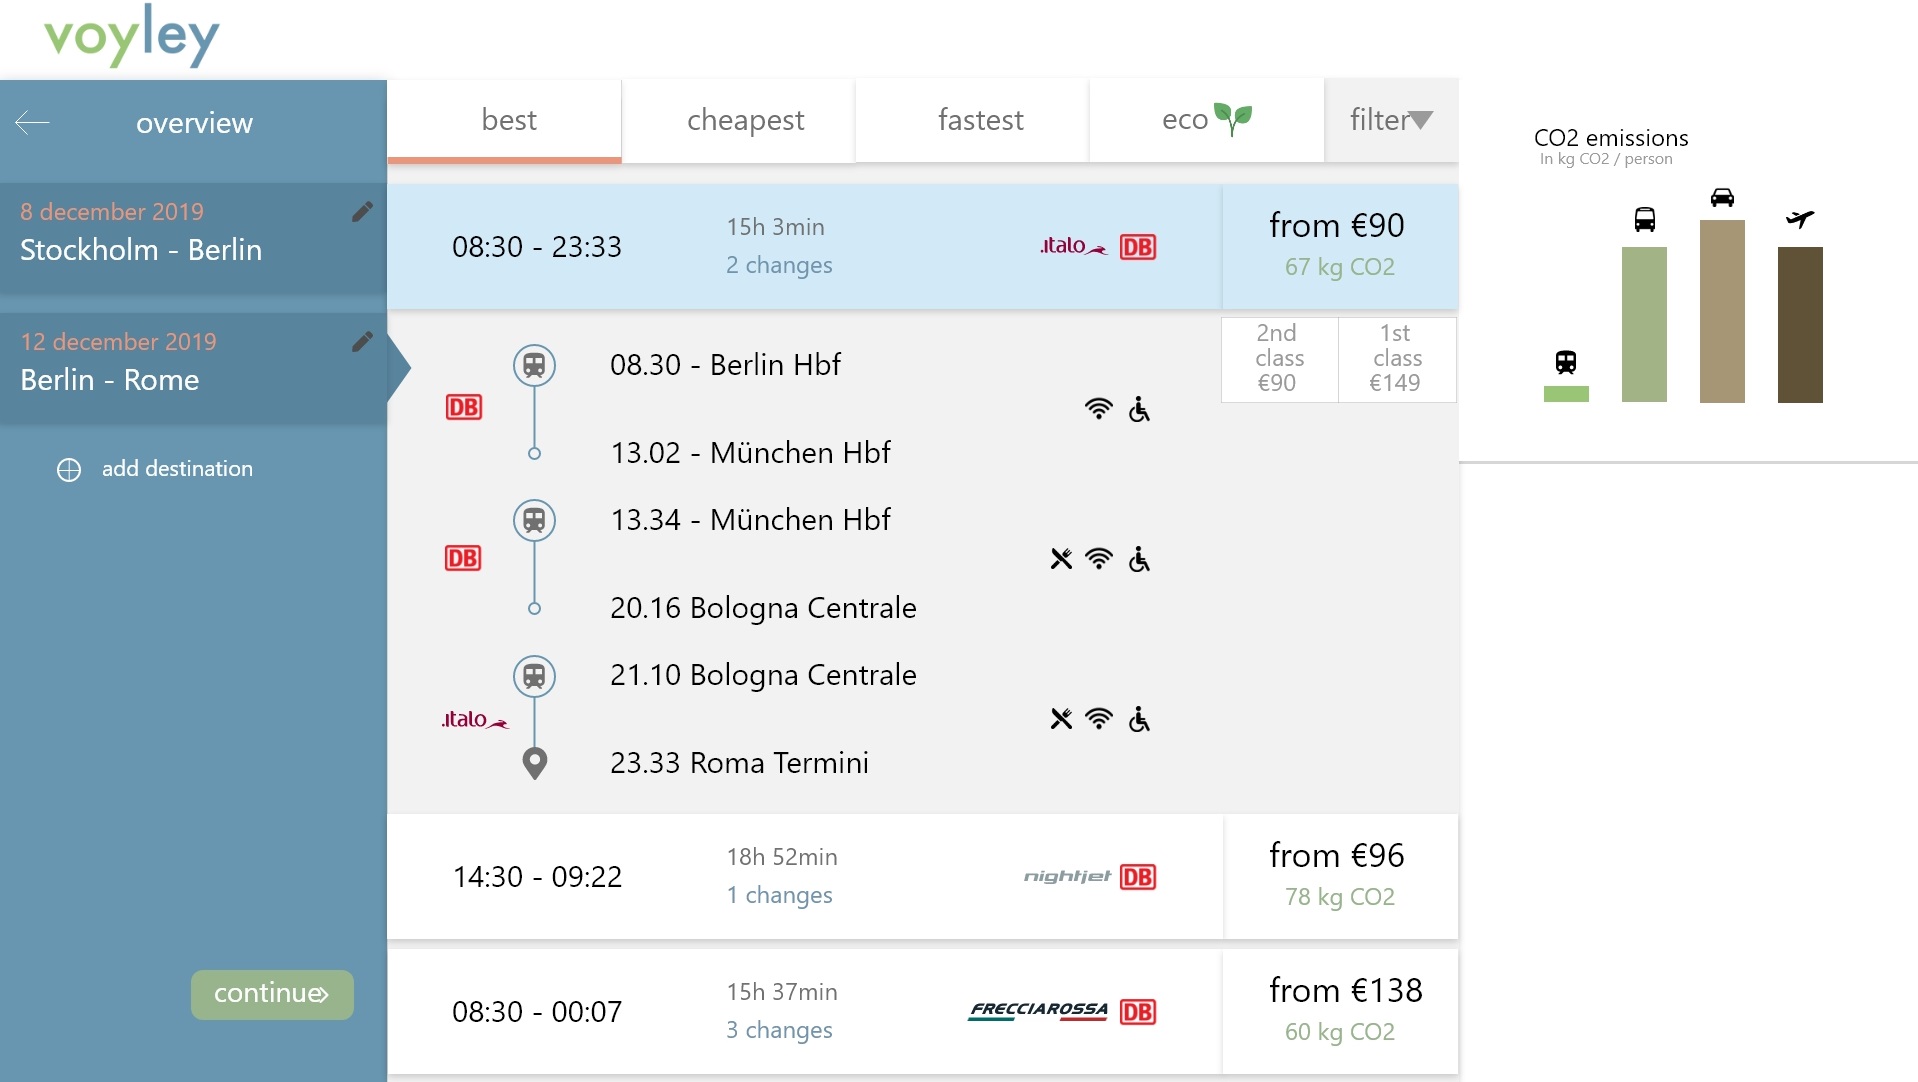 voyley
overview
best
cheapest
fastest
eco
filter
8 december 2019
Stockholm - Berlin
12 december 2019
Berlin - Rome
add destination
continue
08:30 - 23:33
15h 3min
2 changes
.italo
DB
from €90
67 kg CO2
2nd
class
€90
1st
class
€149
08.30 - Berlin Hbf
DB
13.02 - München Hbf
13.34 - München Hbf
DB
20.16 Bologna Centrale
21.10 Bologna Centrale
.italo
23.33 Roma Termini
14:30 - 09:22
18h 52min
1 changes
nightjet
DB
from €96
78 kg CO2
08:30 - 00:07
15h 37min
3 changes
FRECCIAROSSA
DB
from €138
60 kg CO2
CO2 emissions
In kg CO2 / person